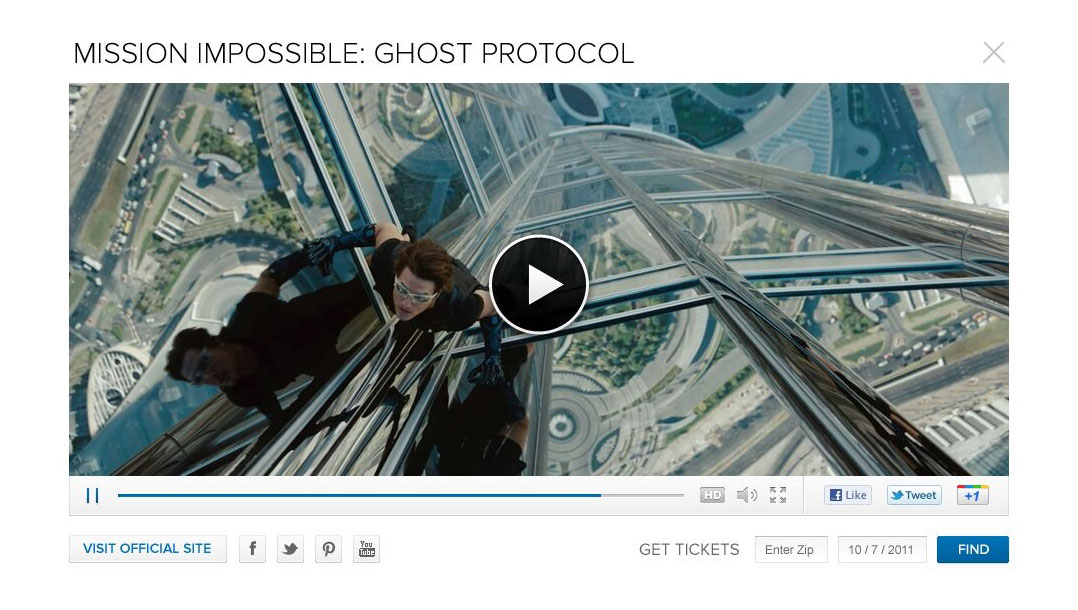 MISSION IMPOSSIBLE: GHOST PROTOCOL
HD
Like
Tweet
+1
VISIT OFFICIAL SITE
f
You
Tube
GET TICKETS
Enter Zip
10 / 7 / 2011
FIND